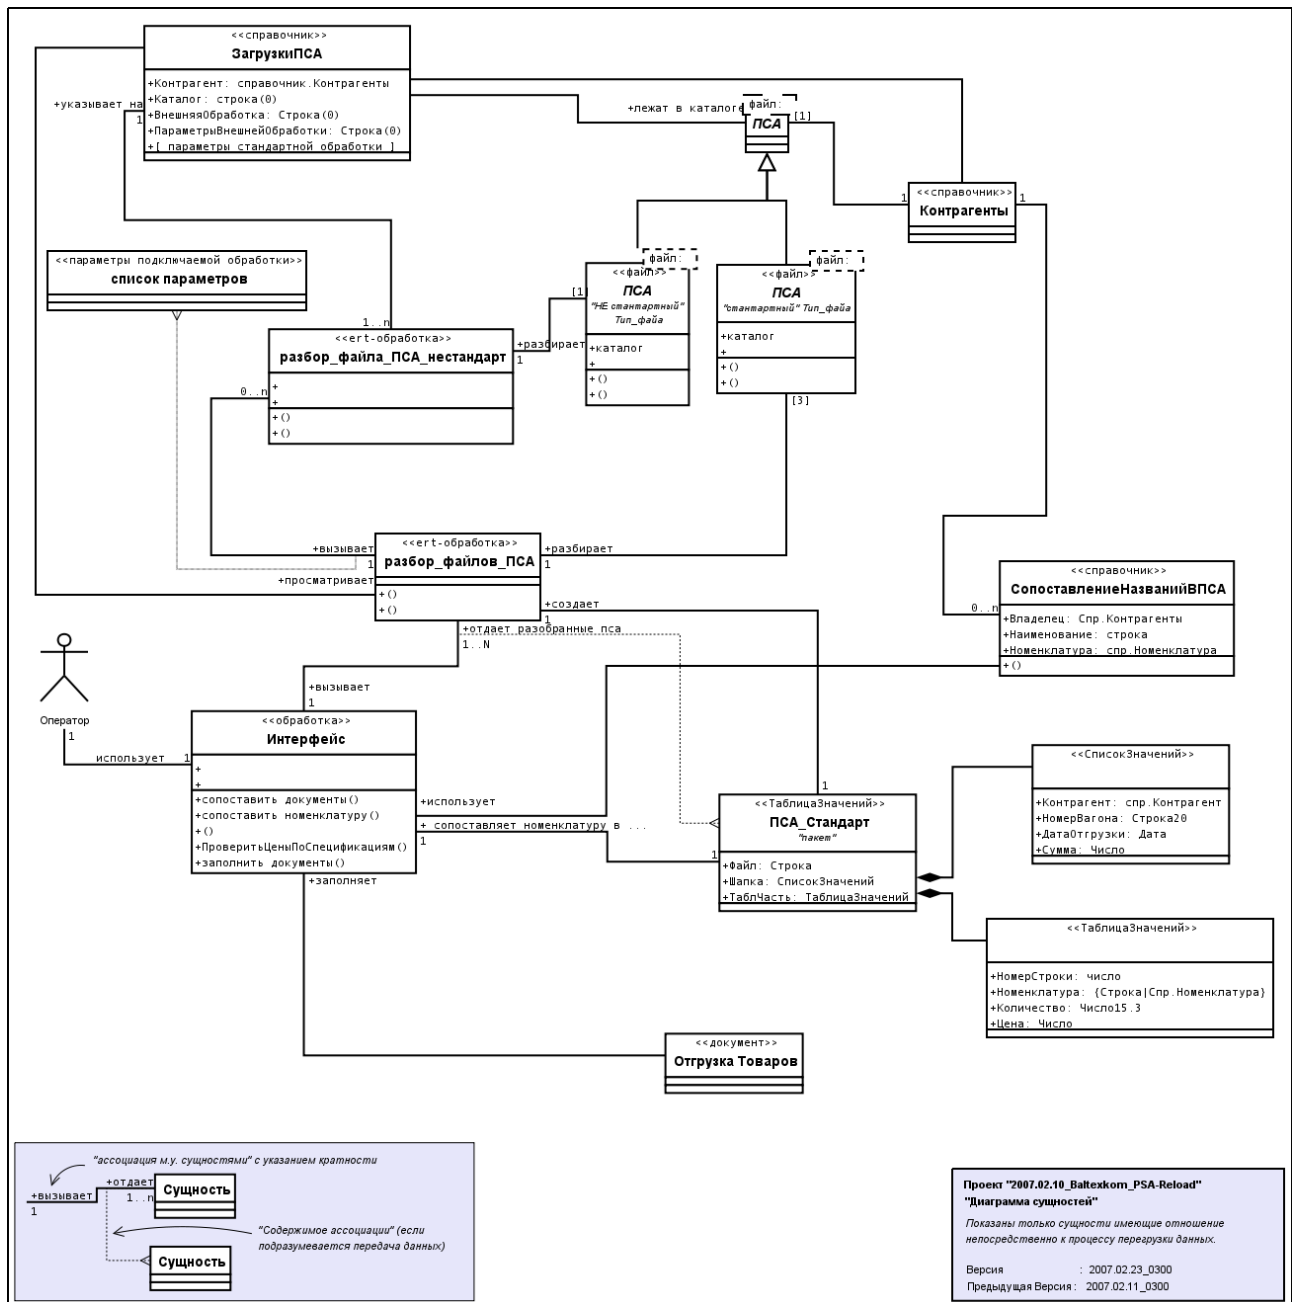 <<справочник>>
ЗагрузкиПСА
+Контрагент: справочник.Контрагенты
+Каталог: строка(0)
+ВнешняяОбработка: Строка(0)
+ПараметрыВнешнейОбработки: Строка(0)
+[ параметры стандартной обработки ]
+указывает на
1
+лежат в каталоге
файл:
ПСА
[1]
1
<<справочник>>
Контрагенты
1
<<параметры подключаемой обработки>>
список параметров
файл:
<<файл>>
ПСА
"НЕ стантартный"
Тип_файа
+каталог
+
+()
+()
файл:
<<файл>>
ПСА
"стантартный" Тип_файа
+каталог
+
+()
+()
[3]
[1]
+разбирает
1
1..n
<<ert-обработка>>
разбор_файла_ПСА_нестандарт
+
+
+()
+()
0..n
+вызывает
1
+просматривает
<<ert-обработка>>
разбор_файлов_ПСА
+()
+()
+разбирает
1
+создает
1
+отдает разобранные пса
1..N
<<справочник>>
СопоставлениеНазванийВПСА
+Владелец: Спр.Контрагенты
+Наименование: строка
+Номенклатура: спр.Номенклатура
+()
0..n
Оператор
1
использует
1
+вызывает
1
<<обработка>>
Интерфейс
+
+
+сопоставить документы()
+сопоставить номенклатуру()
+()
+ПроверитьЦеныПоСпецификациям()
+заполнить документы()
+использует
+ сопоставляет номенклатуру в ...
1
+заполняет
1
1
<<ТаблицаЗначений>>
ПСА_Стандарт
"пакет"
+Файл: Строка
+Шапка: СписокЗначений
+ТаблЧасть: ТаблицаЗначений
<<СписокЗначений>>
+Контрагент: спр.Контрагент
+НомерВагона: Строка20
+ДатаОтгрузки: Дата
+Сумма: Число
<<ТаблицаЗначений>>
+НомерСтроки: число
+Номенклатура: {Строка|Спр.Номенклатура}
+Количество: Число15.3
+Цена: Число
<<документ>>
Отгрузка Товаров
"ассоциация м.у. сущностями" с указанием кратности
+вызывает
1
+отдает
1..n
Сущность
"Содержимое ассоциации" (если
подразумевается передача данных)
Сущность
Проект "2007.02.10_Baltexkom_PSA-Reload"
"Диаграмма сущностей"
Показаны только сущности имеющие отношение
непосредственно к процессу перегрузки данных.
Версия : 2007.02.23_0300
Предыдущая Версия : 2007.02.11_0300